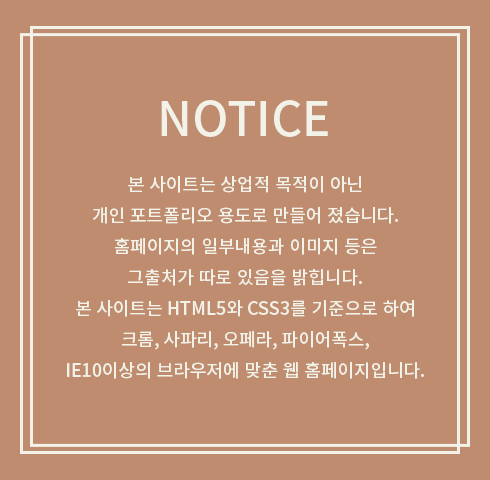 NOTICE
본 사이트는 상업적 목적이 아닌
개인 포트폴리오 용도로 만들어 졌습니다.
홈페이지의 일부내용과 이미지 등은
그출처가 따로 있음을 밝힙니다.
본 사이트는 HTML5와 CSS3를 기준으로 하여
크롬, 사파리, 오페라, 파이어폭스,
IE10이상의 브라우저에 맞춘 웹 홈페이지입니다.